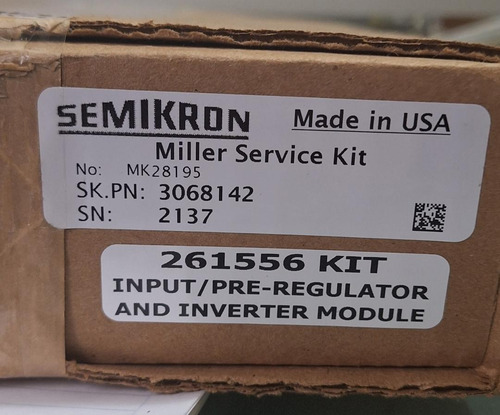 SEMIKRON Made in USA
Miller Service Kit
No: MK28195
SK.PN: 3068142
SN: 2137
261556 KIT
INPUT/PRE-REGULATOR
AND INVERTER MODULE